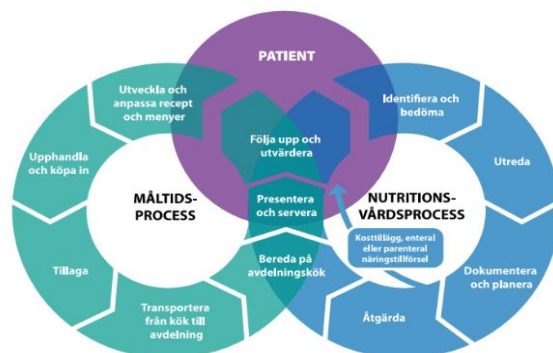 PATIENT
Utveckla och
anpassa recept
och menyer
Identifiera och
bedöma
Följa upp och
utvärdera
Upphandla
och köpa in
Utreda
MÅLTIDS-
PROCESS
Presentera
och servera
NUTRITIONS-
VÅRDSPROCESS
Kosttillägg, enteral
eller parenteral
näringstillförsel
Tillaga
Bereda på
avdelningskök
Dokumentera
och planera
Transportera
från kök till
avdelning
Åtgärda